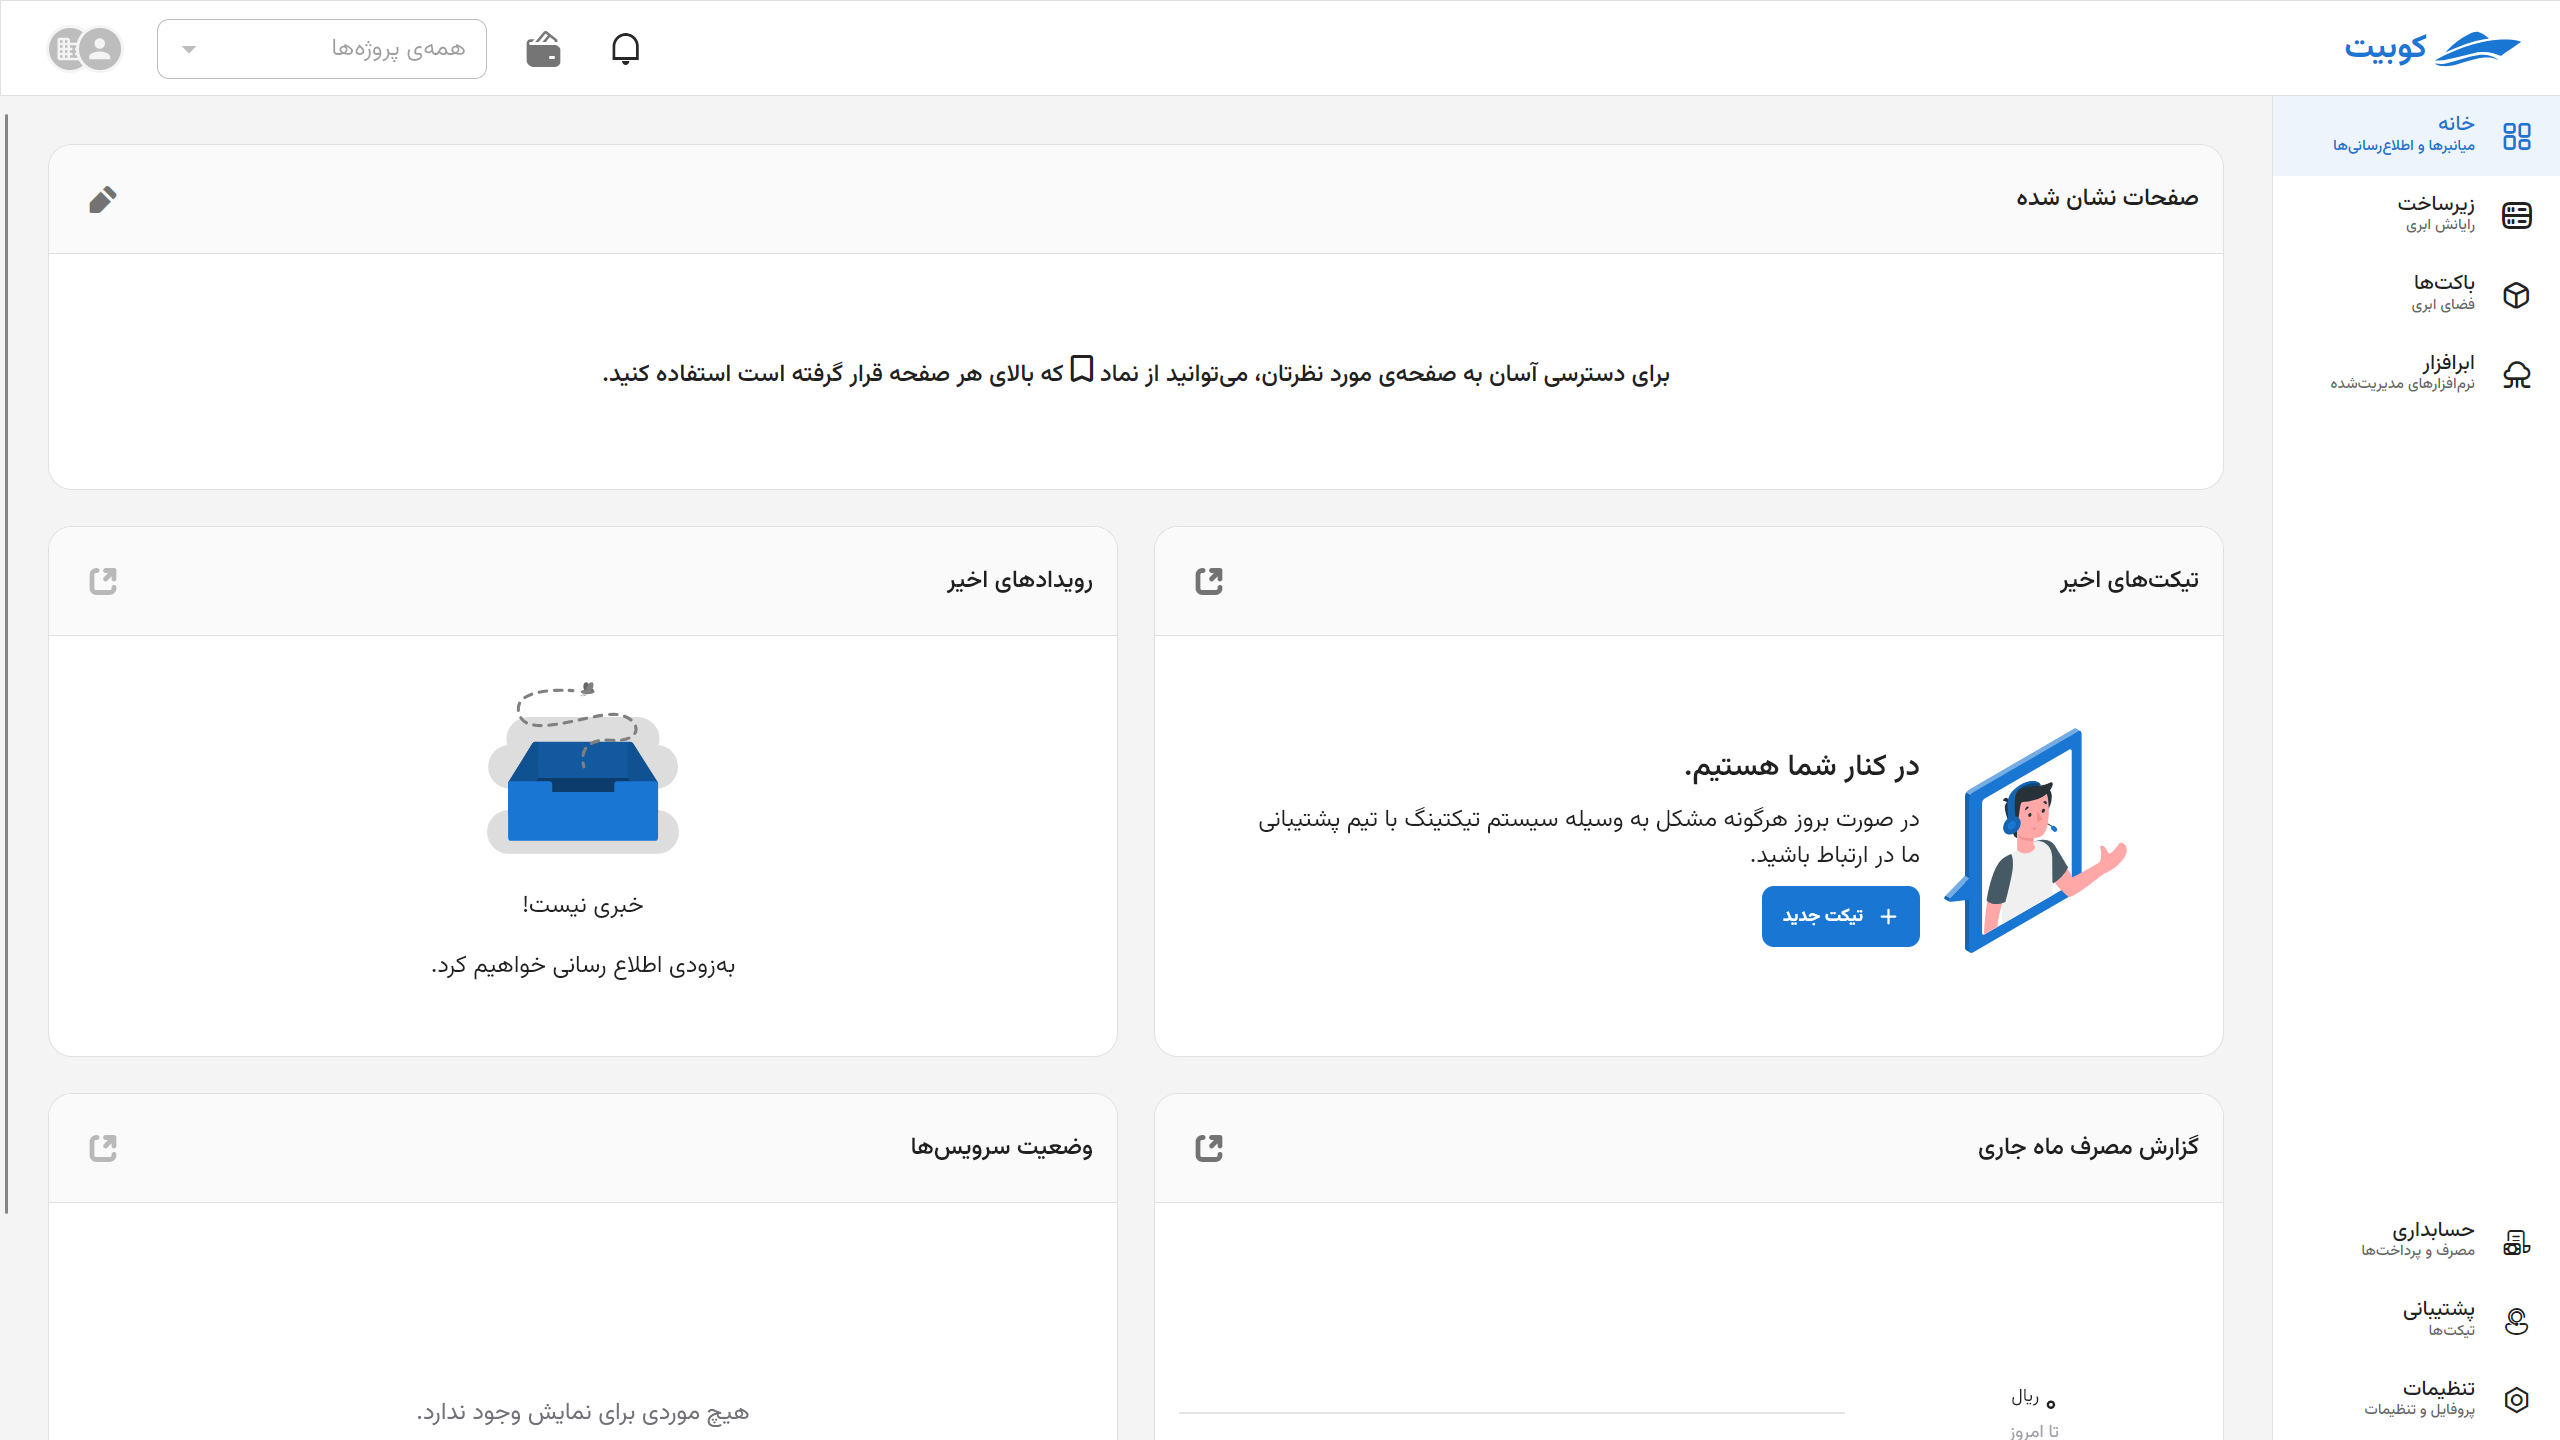 کوبیت
همه‌ی پروژه‌ها
خانه
میانبرها و اطلاع‌رسانی‌ها
زیرساخت
رایانش ابری
باکت‌ها
فضای ابری
ابرافزار
نرم‌افزارهای مدیریت‌شده
حسابداری
مصرف و پرداخت‌ها
پشتیبانی
تیکت‌ها
تنظیمات
پروفایل و تنظیمات
صفحات نشان شده
برای دسترسی آسان به صفحه‌ی مورد نظرتان، می‌توانید از نماد که بالای هر صفحه قرار گرفته است استفاده کنید.
تیکت‌های اخیر
در کنار شما هستیم.
در صورت بروز هرگونه مشکل به وسیله سیستم تیکتینگ با تیم پشتیبانی
ما در ارتباط باشید.
تیکت جدید
رویدادهای اخیر
خبری نیست!
به‌زودی اطلاع رسانی خواهیم کرد.
گزارش مصرف ماه جاری
۰ ریال
تا امروز
وضعیت سرویس‌ها
هیچ موردی برای نمایش وجود ندارد.